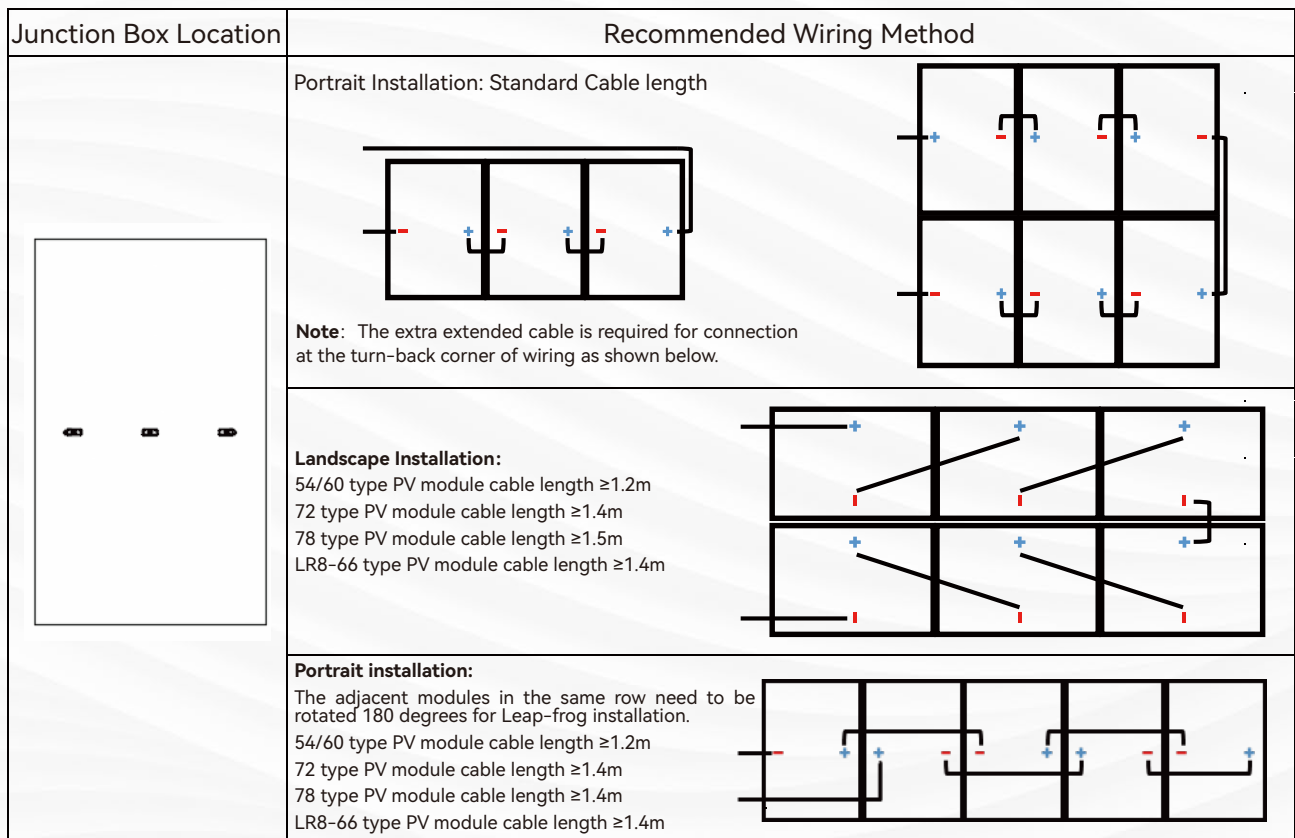 Junction Box Location
Recommended Wiring Method
Portrait Installation: Standard Cable length
Note: The extra extended cable is required for connection
at the turn-back corner of wiring as shown below.
Landscape Installation:
54/60 type PV module cable length ≥1.2m
72 type PV module cable length ≥1.4m
78 type PV module cable length ≥1.5m
LR8-66 type PV module cable length ≥1.4m
Portrait installation:
The adjacent modules in the same row need to be
rotated 180 degrees for Leap-frog installation.
54/60 type PV module cable length ≥1.2m
72 type PV module cable length ≥1.4m
78 type PV module cable length ≥1.4m
LR8-66 type PV module cable length ≥1.4m